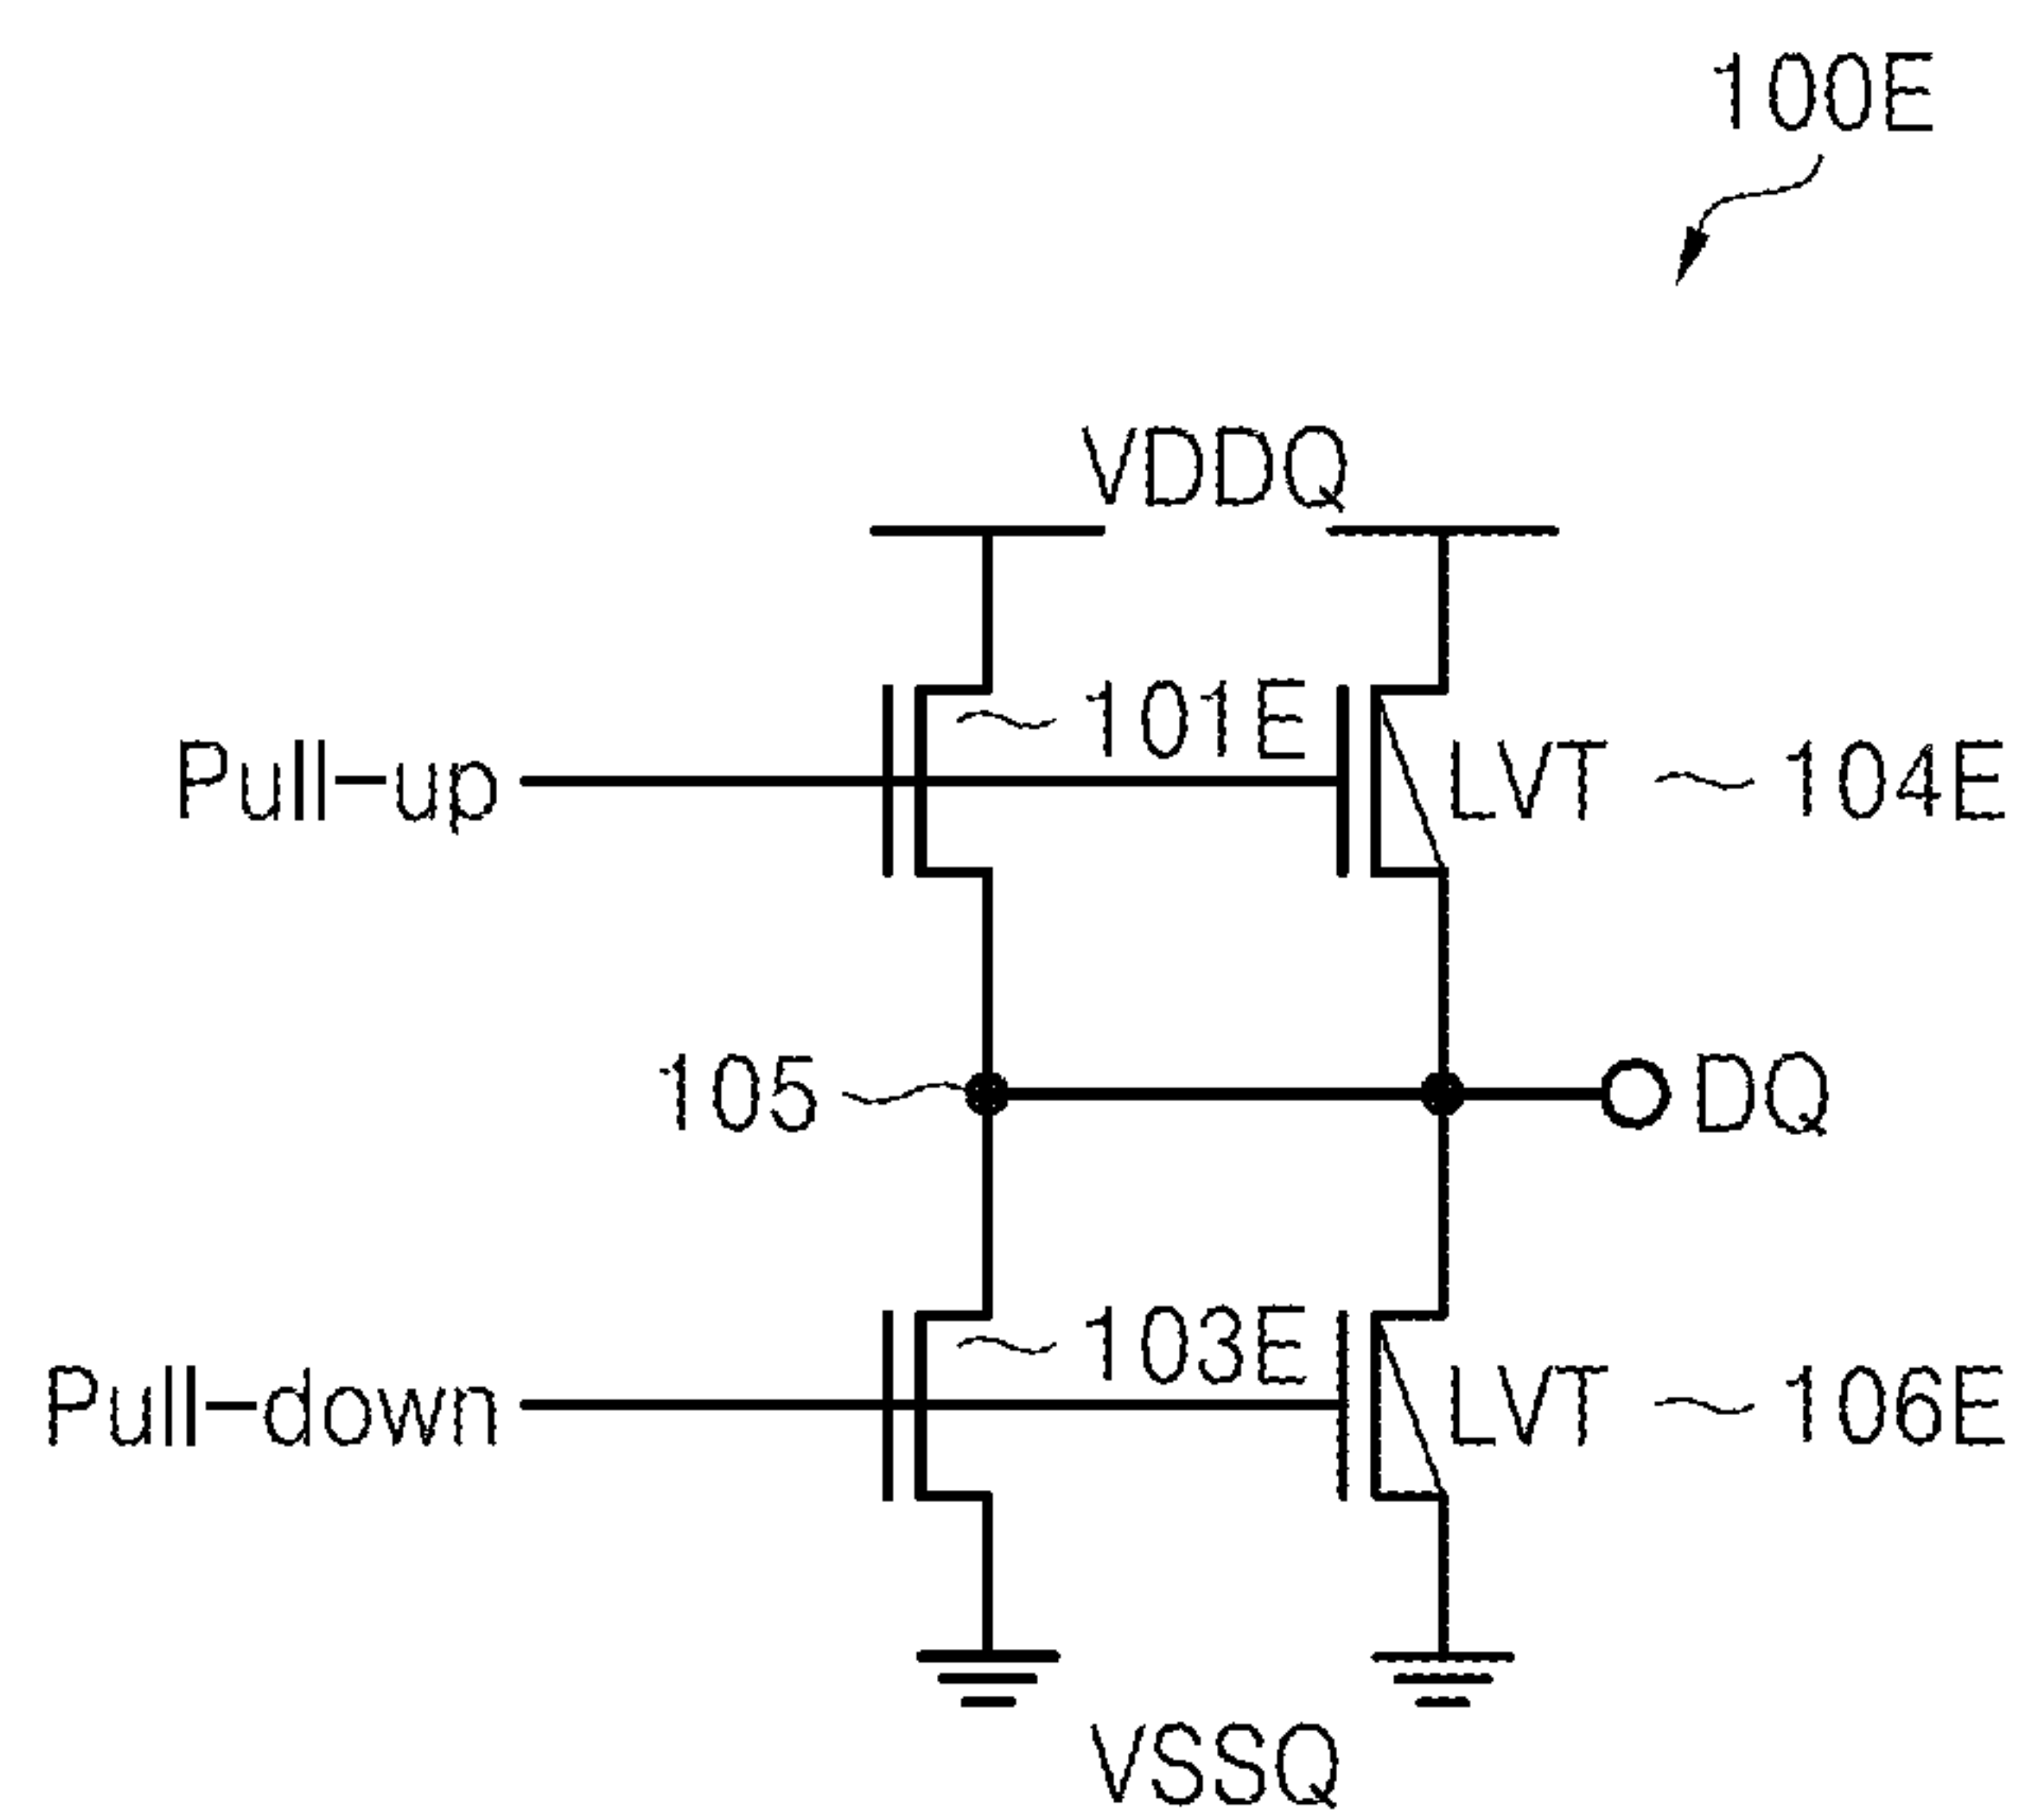 100E
VDDQ
101E
Pull-up
LVT
104E
105
DQ
103E
Pull-down
LVT
106E
VSSQ